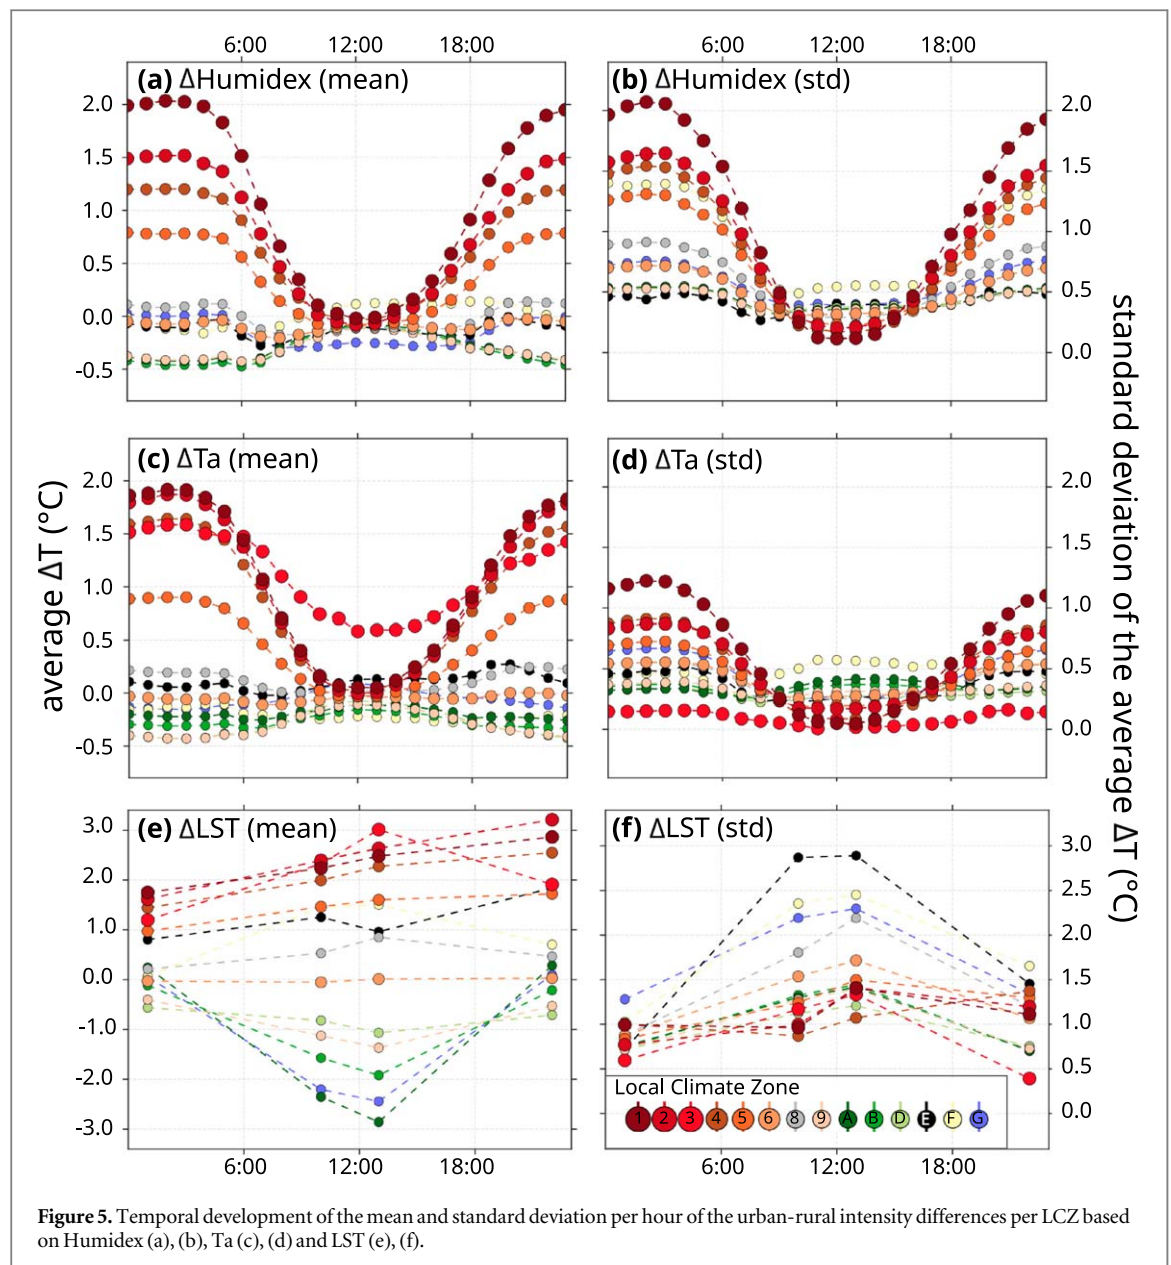 6:00 12:00 18:00 6:00 12:00 18:00
(a) ΔHumidex (mean)
2.0
1.5
1.0
0.5
0.0
-0.5
(b) ΔHumidex (std)
2.0
1.5
1.0
0.5
0.0
(c) ΔTa (mean)
2.0
1.5
1.0
0.5
0.0
-0.5
(d) ΔTa (std)
2.0
1.5
1.0
0.5
0.0
average ΔT (°C)
standard deviation of the average ΔT (°C)
(e) ΔLST (mean)
3.0
2.0
1.0
0.0
-1.0
-2.0
-3.0
(f) ΔLST (std)
3.0
2.5
2.0
1.5
1.0
0.5
0.0
Local Climate Zone
1 2 3 4 5 6 8 9 A B D E F G
6:00 12:00 18:00 6:00 12:00 18:00
Figure 5. Temporal development of the mean and standard deviation per hour of the urban-rural intensity differences per LCZ based
on Humidex (a), (b), Ta (c), (d) and LST (e), (f).